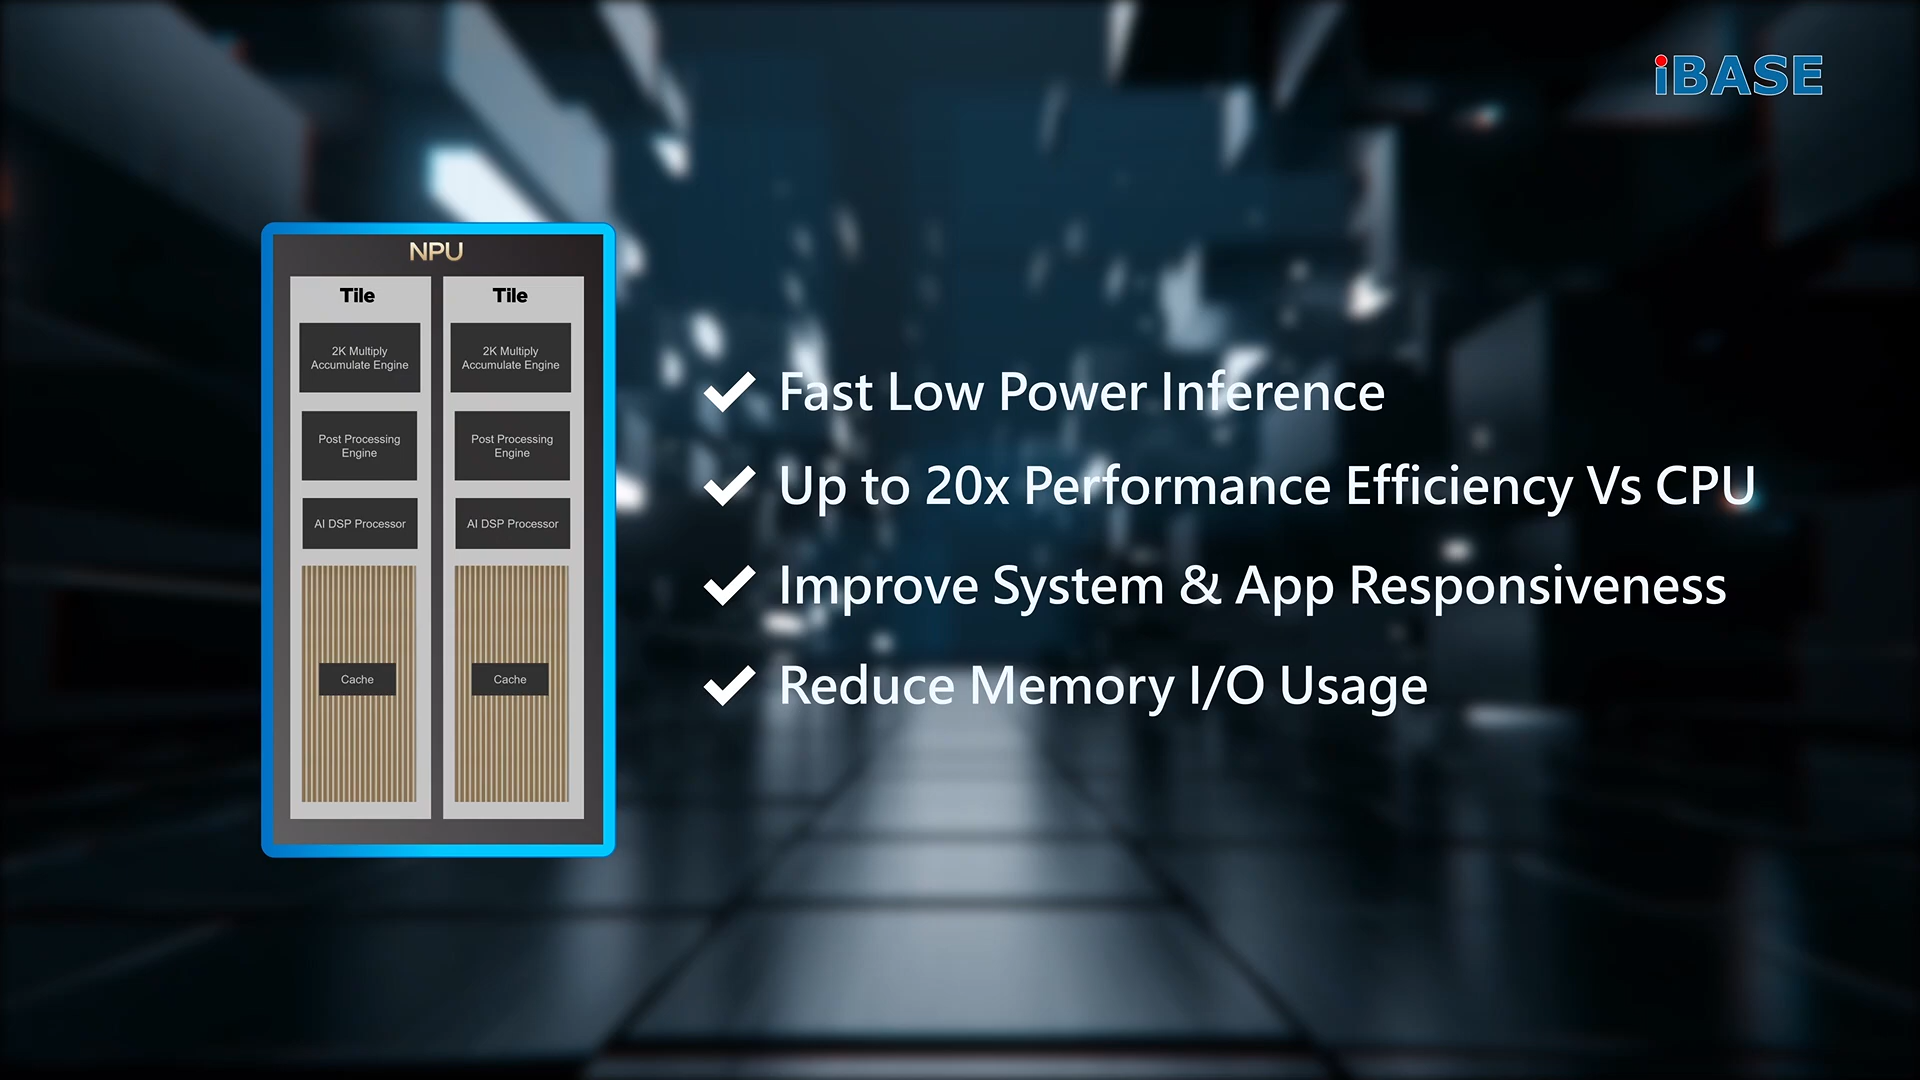 iBASE
NPU
Tile
2K Multiply
Accumulate Engine
Post Processing
Engine
AI DSP Processor
Cache
Tile
2K Multiply
Accumulate Engine
Post Processing
Engine
AI DSP Processor
Cache
Fast Low Power Inference
Up to 20x Performance Efficiency Vs CPU
Improve System & App Responsiveness
Reduce Memory I/O Usage